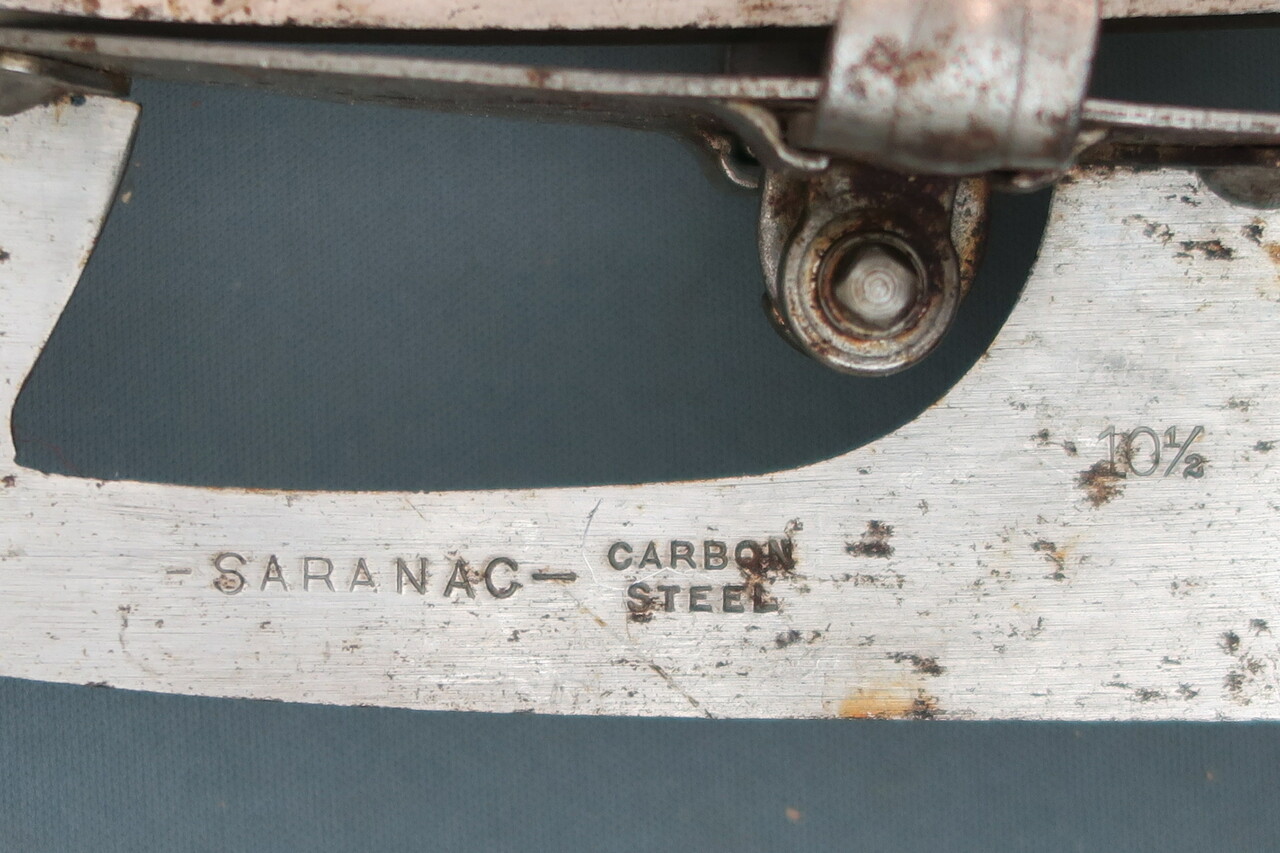 -SARANAC-
CARBON
STEEL
10½